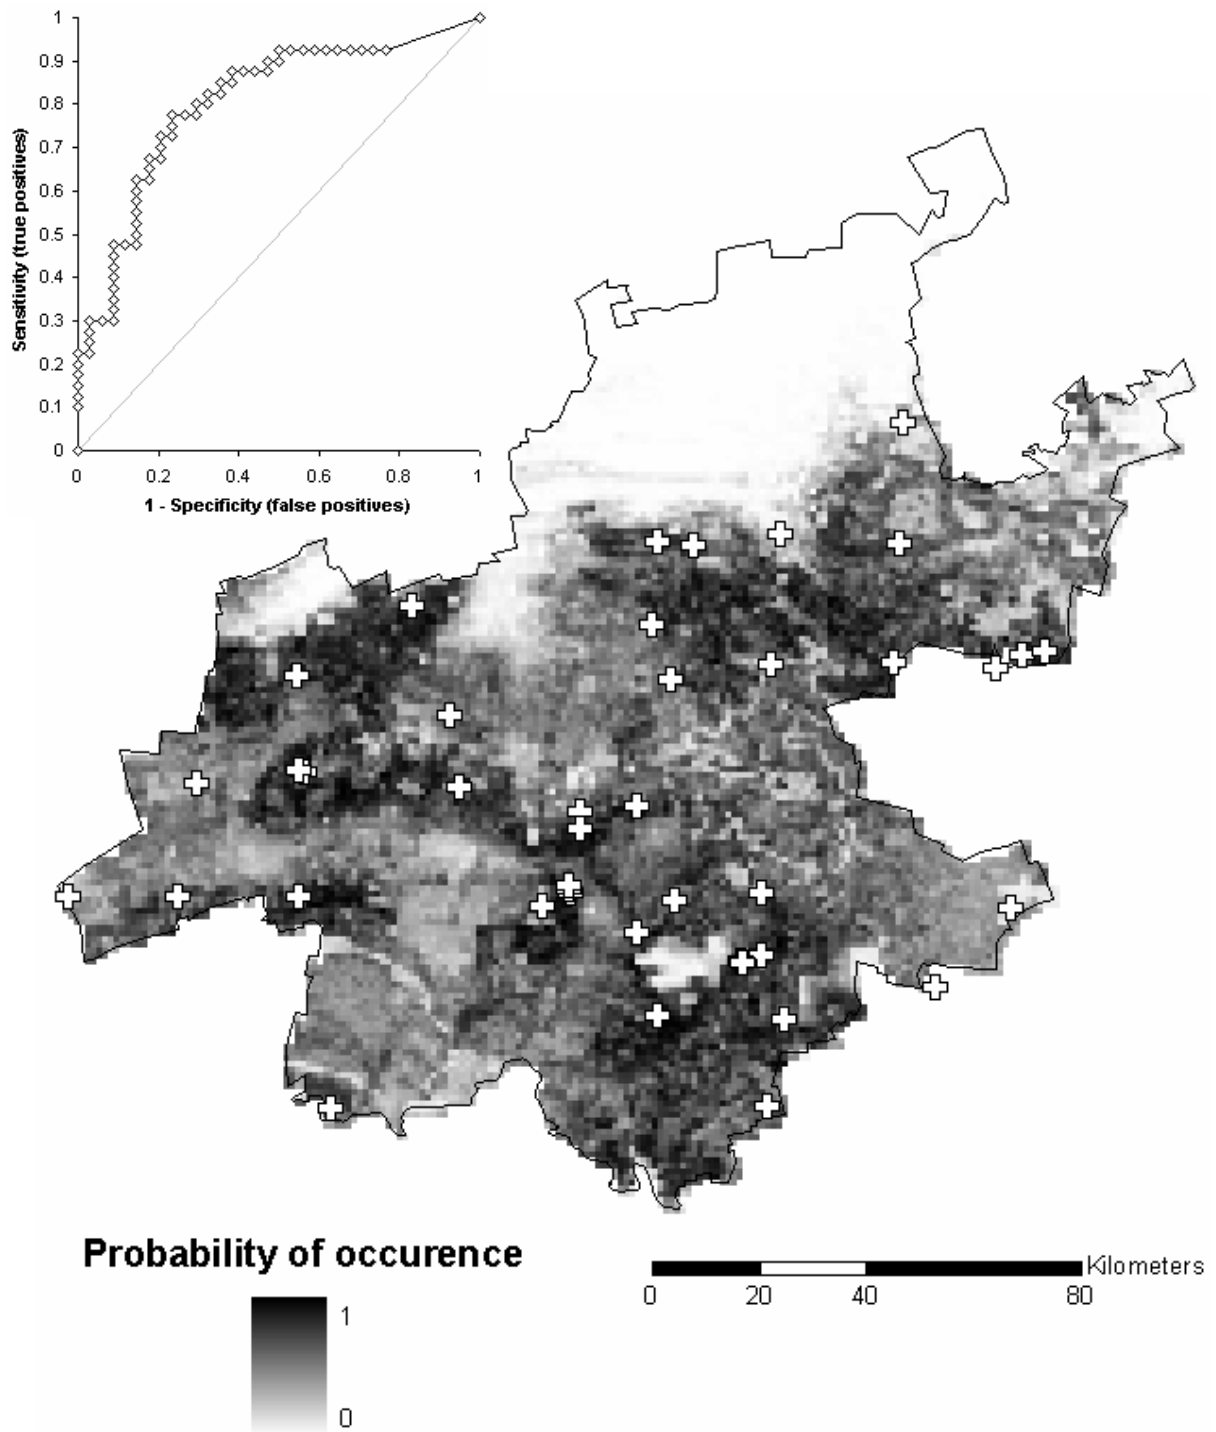 1
0.9
0.8
0.7
0.6
0.5
0.4
0.3
0.2
0.1
0
Sensitivity (true positives)
0 0.2 0.4 0.6 0.8 1
1 - Specificity (false positives)
Probability of occurence
1
0
Kilometers
0 20 40 80